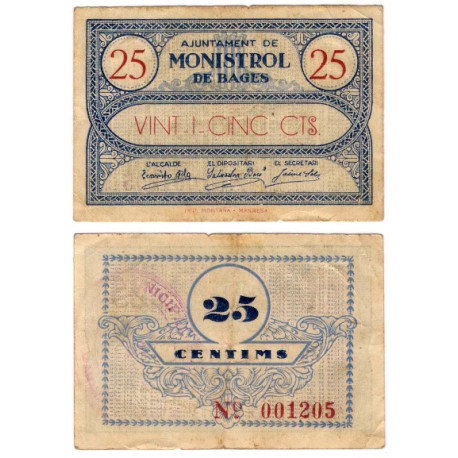 25 AJUNTAMENT DE 25
MONISTROL
DE BAGES
VINT-I-CINC CTS.
L'ALCALDE EL DIPOSITARI EL SECRETARI
25
CENTIMS
Nº 001205